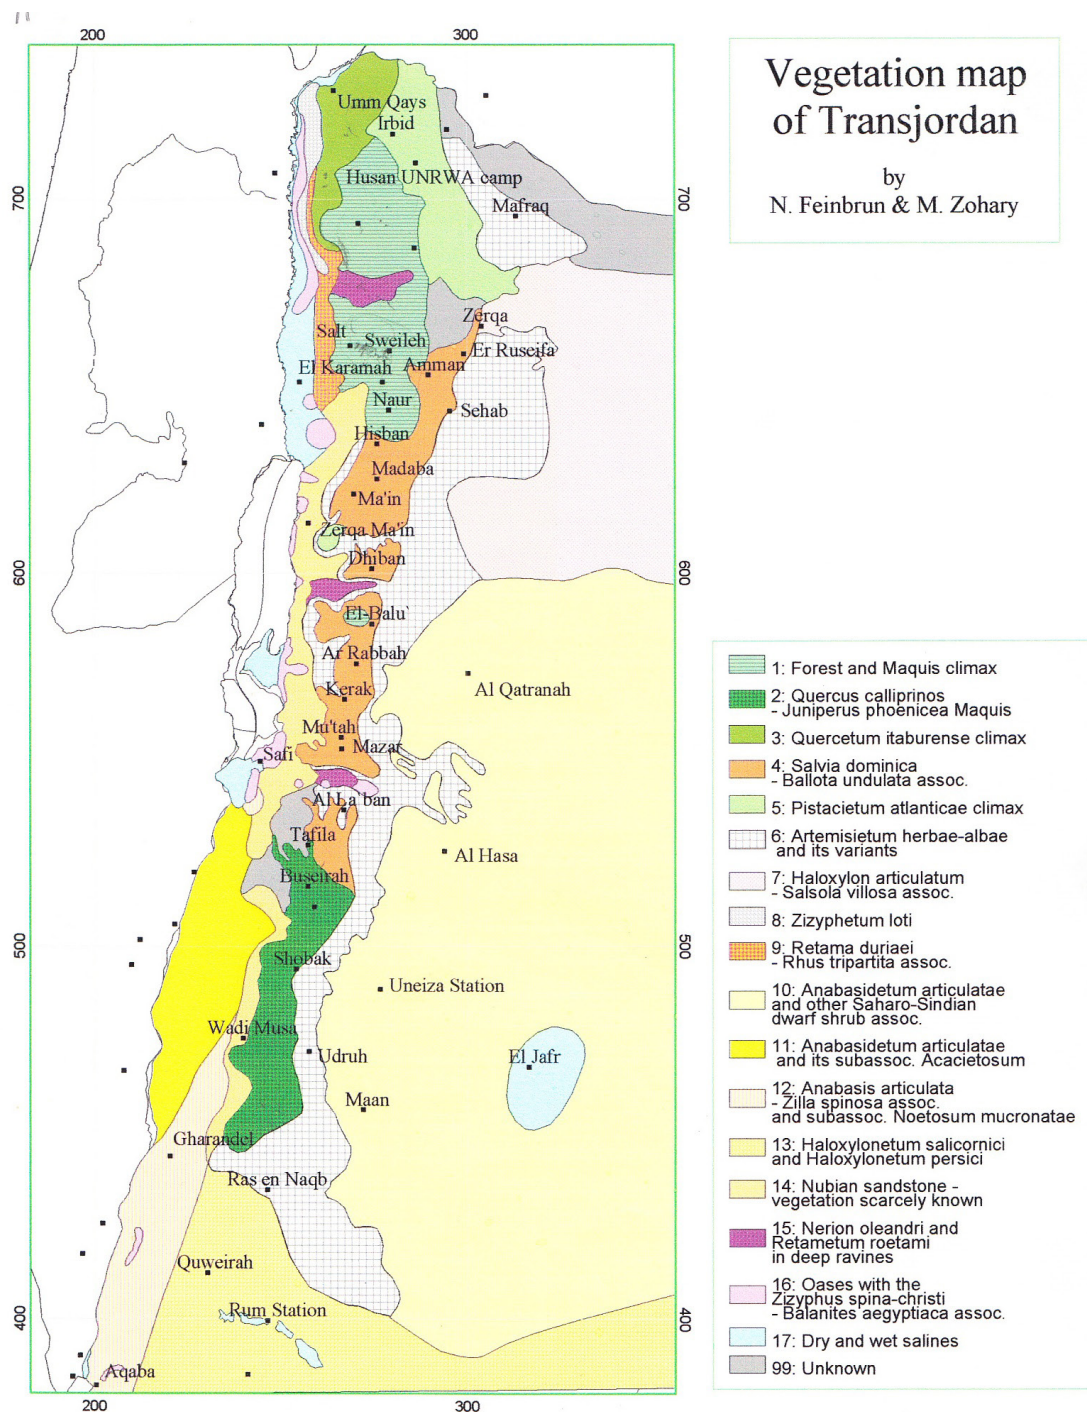 200
300
Vegetation map
of Transjordan
by
N. Feinbrun & M. Zohary
Umm Qays
Irbid
Husan UNRWA camp
700
700
Mafraq
Zerqa
Salt
Sweileh
Er Ruseifa
El Karamah
Amman
Naur
Sehab
Hisban
Madaba
Ma'in
Zerqa Ma'in
Dhiban
600
600
El-Balu`
Ar Rabbah
Al Qatranah
Kerak
Mu'tah
Mazar
Safi
Al La`ban
Tafila
Al Hasa
Buseirah
500
500
Shobak
Uneiza Station
Wadi Musa
Udruh
El Jafr
Maan
Gharandel
Ras en Naqb
Quweirah
Rum Station
400
400
Aqaba
200
300
1: Forest and Maquis climax
2: Quercus calliprinos
- Juniperus phoenicea Maquis
3: Quercetum itaburense climax
4: Salvia dominica
- Ballota undulata assoc.
5: Pistacietum atlanticae climax
6: Artemisietum herbae-albae
and its variants
7: Haloxylon articulatum
- Salsola villosa assoc.
8: Zizyphetum loti
9: Retama duriaei
- Rhus tripartita assoc.
10: Anabasidetum articulatae
and other Saharo-Sindian
dwarf shrub assoc.
11: Anabasidetum articulatae
and its subassoc. Acacietosum
12: Anabasis articulata
- Zilla spinosa assoc.
and subassoc. Noetosum mucronatae
13: Haloxylonetum salicornici
and Haloxylonetum persici
14: Nubian sandstone -
vegetation scarcely known
15: Nerion oleandri and
Retametum roetami
in deep ravines
16: Oases with the
Zizyphus spina-christi
- Balanites aegyptiaca assoc.
17: Dry and wet salines
99: Unknown